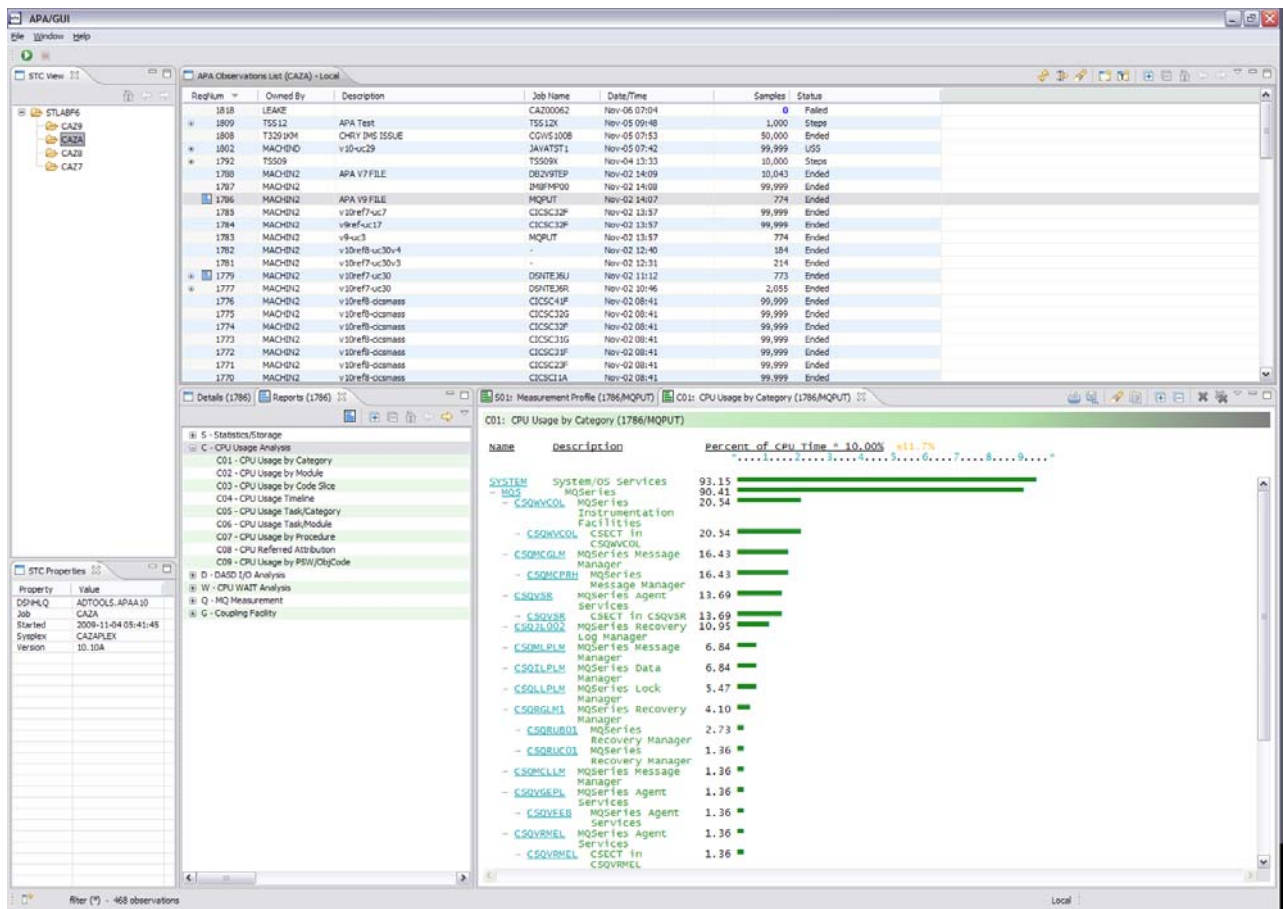 APA/GUI
File Window Help
STC View
STLABF6
CAZ9
CAZA
CAZ8
CAZ7
APA Observations List (CAZA) - Local
ReqNum Owned By Description Job Name Date/Time Samples Status
1818 LEAKE CAZ00062 Nov-06 07:04 0 Failed
1809 TSS12 APA Test TSS12X Nov-05 09:48 1,000 Steps
1808 T3291KM CHRY IMS ISSUE CGWS100B Nov-05 07:53 50,000 Ended
1802 MACHIND v10-uc29 JAVATST1 Nov-05 07:42 99,999 USS
1792 TSS09 TSS09X Nov-04 13:33 10,000 Steps
1788 MACHIN2 APA V7 FILE DB2V9TEP Nov-02 14:09 10,043 Ended
1787 MACHIN2 IM8FMP00 Nov-02 14:08 99,999 Ended
1786 MACHIN2 APA V9 FILE MQPUT Nov-02 14:07 774 Ended
1785 MACHIN2 v10ref7-uc7 CICSC32F Nov-02 13:57 99,999 Ended
1784 MACHIN2 v9ref-uc17 CICSC32F Nov-02 13:57 99,999 Ended
1783 MACHIN2 v9-uc3 MQPUT Nov-02 13:57 774 Ended
1782 MACHIN2 v10ref8-uc30v4 - Nov-02 12:40 184 Ended
1781 MACHIN2 v10ref7-uc30v3 - Nov-02 12:31 214 Ended
1779 MACHIN2 v10ref7-uc30 DSNTEJ6U Nov-02 11:12 773 Ended
1777 MACHIN2 v10ref7-uc30 DSNTEJ6R Nov-02 10:46 2,055 Ended
1776 MACHIN2 v10ref8-cicsmass CICSC41F Nov-02 08:41 99,999 Ended
1775 MACHIN2 v10ref8-cicsmass CICSC32G Nov-02 08:41 99,999 Ended
1774 MACHIN2 v10ref8-cicsmass CICSC32F Nov-02 08:41 99,999 Ended
1773 MACHIN2 v10ref8-cicsmass CICSC31G Nov-02 08:41 99,999 Ended
1772 MACHIN2 v10ref8-cicsmass CICSC31F Nov-02 08:41 99,999 Ended
1771 MACHIN2 v10ref8-cicsmass CICSC23F Nov-02 08:41 99,999 Ended
1770 MACHIN2 v10ref8-cicsmass CICSCI1A Nov-02 08:41 99,999 Ended
STC Properties
Property Value
DSNHLQ ADTOOLS.APAA10
Job CAZA
Started 2009-11-04 05:41:45
Sysplex CAZAPLEX
Version 10.10A
Details (1786) Reports (1786)
S - Statistics/Storage
C - CPU Usage Analysis
C01 - CPU Usage by Category
C02 - CPU Usage by Module
C03 - CPU Usage by Code Slice
C04 - CPU Usage Timeline
C05 - CPU Usage Task/Category
C06 - CPU Usage Task/Module
C07 - CPU Usage by Procedure
C08 - CPU Referred Attribution
C09 - CPU Usage by PSW/ObjCode
D - DASD I/O Analysis
W - CPU WAIT Analysis
Q - MQ Measurement
G - Coupling Facility
S01: Measurement Profile (1786/MQPUT) C01: CPU Usage by Category (1786/MQPUT)
C01: CPU Usage by Category (1786/MQPUT)
Name Description Percent of CPU Time * 10.00% ±11.7%
*....1....2....3....4....5....6....7....8....9....*
SYSTEM System/OS Services 93.15
- MQS MQSeries 90.41
- CSQWVCOL MQSeries 20.54
Instrumentation
Facilities
- CSQWVCOL CSECT in 20.54
CSQWVCOL
- CSQMCGLM MQSeries Message 16.43
Manager
- CSQMCPRH MQSeries 16.43
Message Manager
- CSQVSR MQSeries Agent 13.69
Services
- CSQVSR CSECT in CSQVSR 13.69
- CSQJL002 MQSeries Recovery 10.95
Log Manager
- CSQMLPLM MQSeries Message 6.84
Manager
- CSQILPLM MQSeries Data 6.84
Manager
- CSQLLPLM MQSeries Lock 5.47
Manager
- CSQRGLM1 MQSeries Recovery 4.10
Manager
- CSQRUB01 MQSeries 2.73
Recovery Manager
- CSQRUC01 MQSeries 1.36
Recovery Manager
- CSQMCLLM MQSeries Message 1.36
Manager
- CSQVGEPL MQSeries Agent 1.36
Services
- CSQVFEB MQSeries Agent 1.36
Services
- CSQVRMEL MQSeries Agent 1.36
Services
- CSQVRMEL CSECT in 1.36
CSQVRMEL
filter (*) - 468 observations
Local